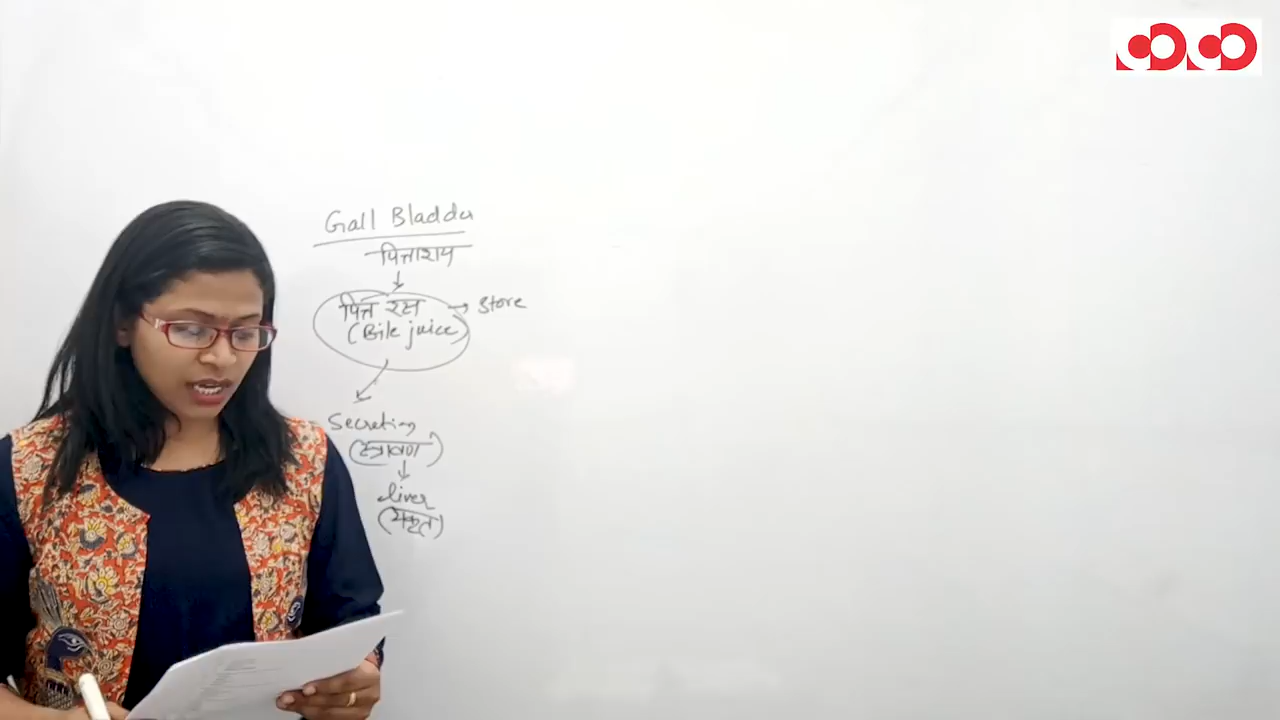 Gall Bladder
पित्ताशय
पित्त रस → Store
(Bile juice)
Secretion
(स्त्रावण)
liver
(यकृत)